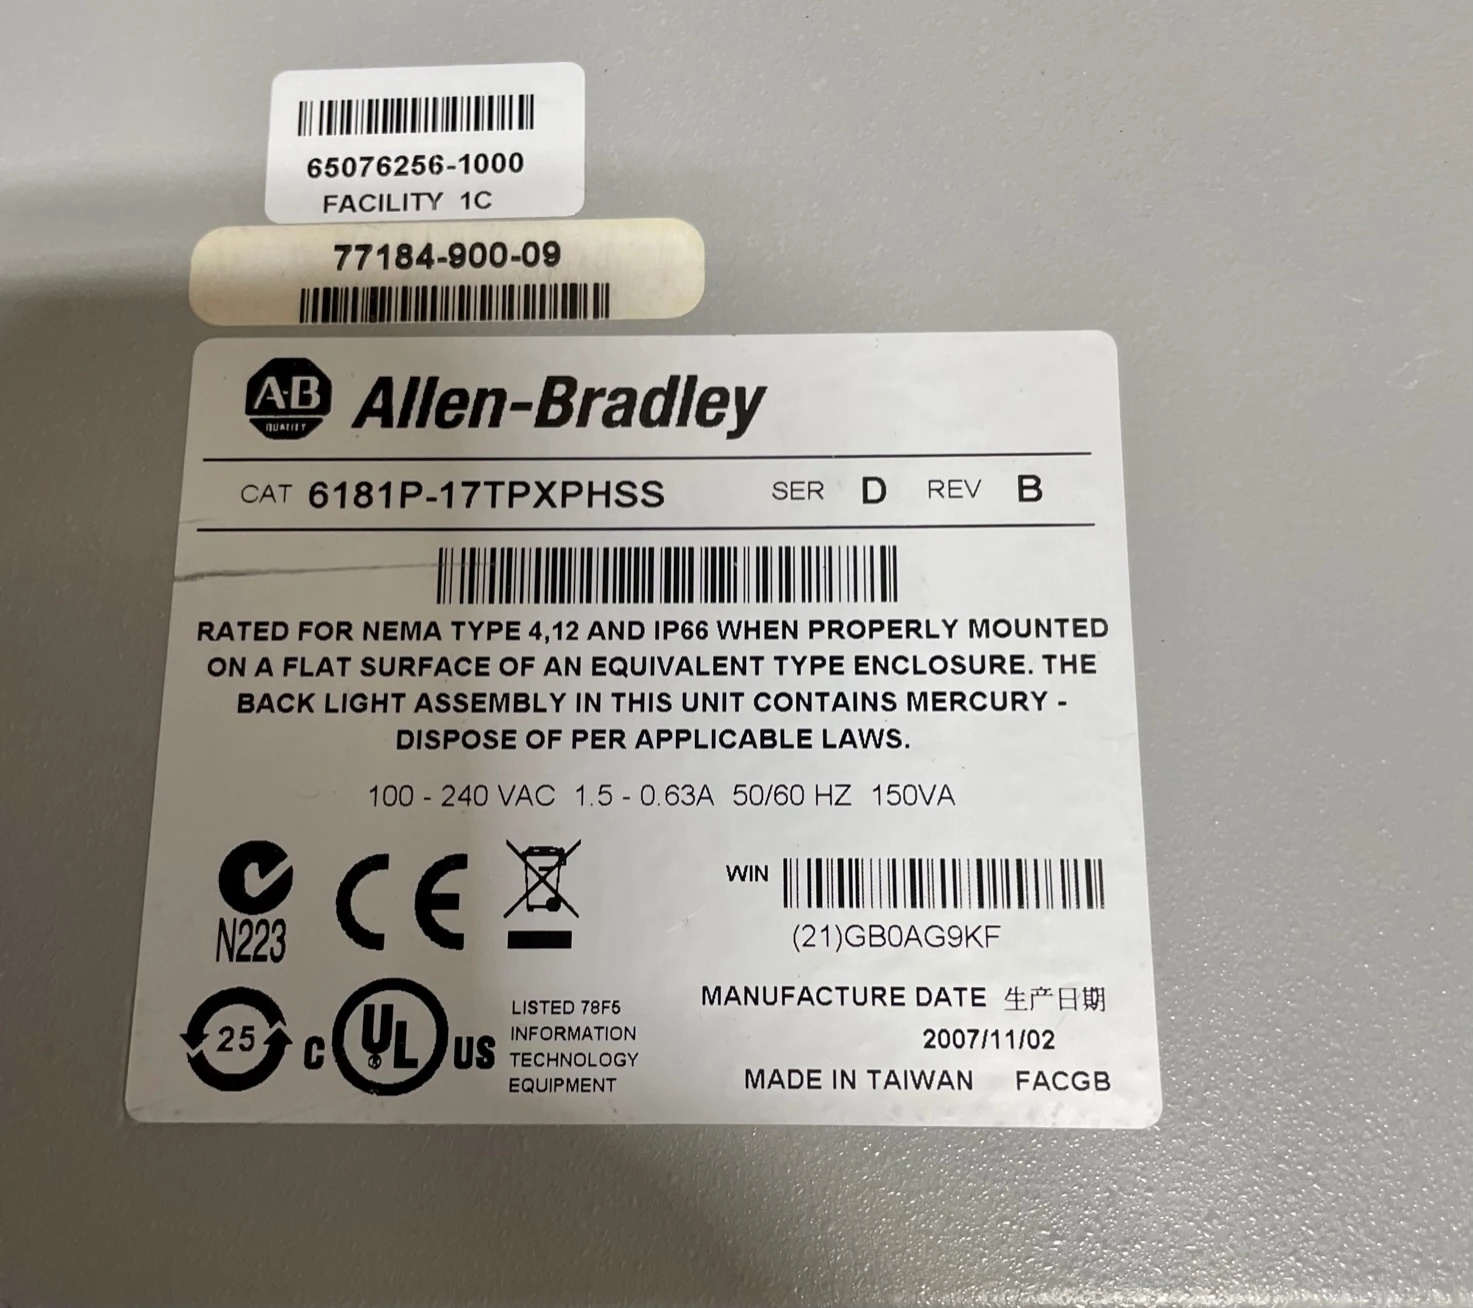 65076256-1000
FACILITY 1C
77184-900-09
A-B
QUALITY
Allen-Bradley
CAT 6181P-17TPXPHSS SER D REV B
RATED FOR NEMA TYPE 4,12 AND IP66 WHEN PROPERLY MOUNTED
ON A FLAT SURFACE OF AN EQUIVALENT TYPE ENCLOSURE. THE
BACK LIGHT ASSEMBLY IN THIS UNIT CONTAINS MERCURY -
DISPOSE OF PER APPLICABLE LAWS.
100 - 240 VAC 1.5 - 0.63A 50/60 HZ 150VA
N223
CE
WIN
(21)GB0AG9KF
25
C UL US
LISTED 78F5
INFORMATION
TECHNOLOGY
EQUIPMENT
MANUFACTURE DATE 生产日期
2007/11/02
MADE IN TAIWAN FACGB